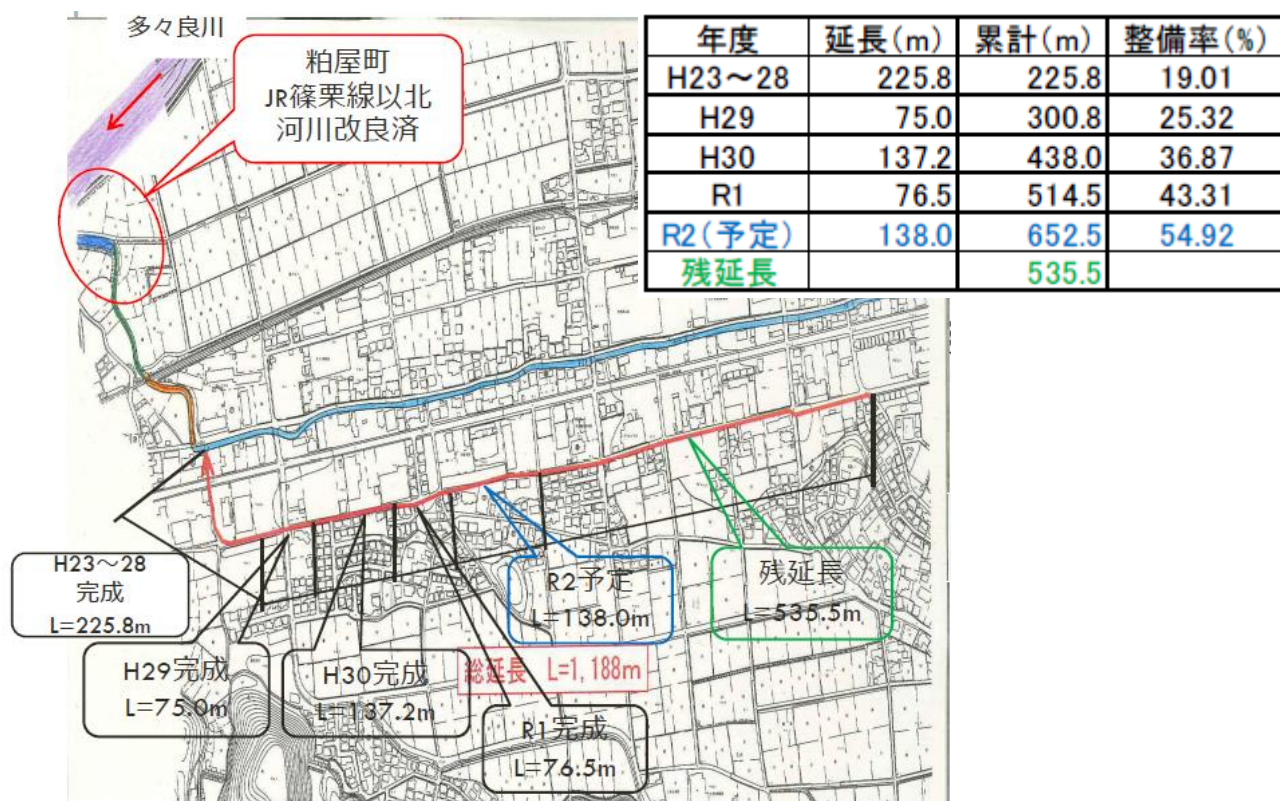 多々良川
粕屋町
JR篠栗線以北
河川改良済
年度 延長(m) 累計(m) 整備率(%)
H23～28 225.8 225.8 19.01
H29 75.0 300.8 25.32
H30 137.2 438.0 36.87
R1 76.5 514.5 43.31
R2(予定) 138.0 652.5 54.92
残延長 535.5
H23～28
完成
L=225.8m
H29完成
L=75.0m
H30完成
L=137.2m
総延長 L=1,188m
R1完成
L=76.5m
R2予定
L=138.0m
残延長
L=535.5m